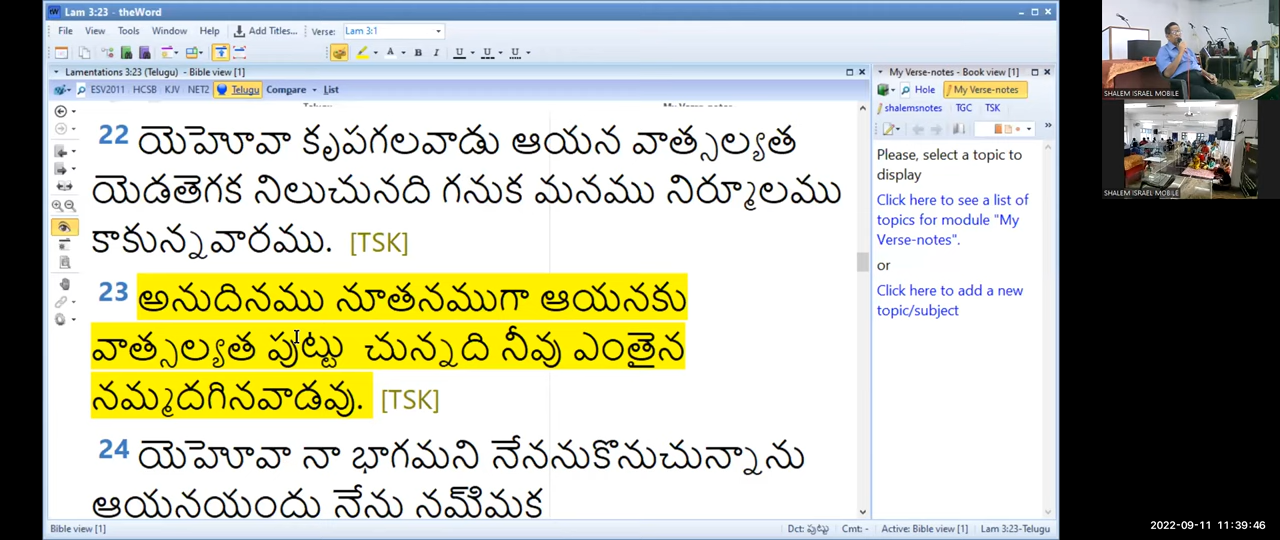 Lam 3:23 - theWord
File View Tools Window Help Add Titles... Verse: Lam 3:1
Lamentations 3:23 (Telugu) - Bible view [1]
ESV2011 HCSB KJV NET2 Telugu Compare List
Telugu My Verse-notes
22 యెహోవా కృపగలవాడు ఆయన వాత్సల్యత
యెడతెగక నిలుచునది గనుక మనము నిర్మూలము
కాకున్నవారము. [TSK]
23 అనుదినము నూతనముగా ఆయనకు
వాత్సల్యత పుట్టు చున్నది నీవు ఎంతైన
నమ్మదగినవాడవు. [TSK]
24 యెహోవా నా భాగమని నేననుకొనుచున్నాను
ఆయనయందు నేను నమ్మిక
My Verse-notes - Book view [1]
Hole My Verse-notes
shalemsnotes TGC TSK
Please, select a topic to
display
Click here to see a list of
topics for module "My
Verse-notes".
or
Click here to add a new
topic/subject
Bible view [1] Dct: పుట్టు Cmt: -- Active: Bible view [1] Lam 3:23-Telugu
SHALEM ISRAEL MOBILE
SHALEM ISRAEL MOBILE
2022-09-11 11:39:46